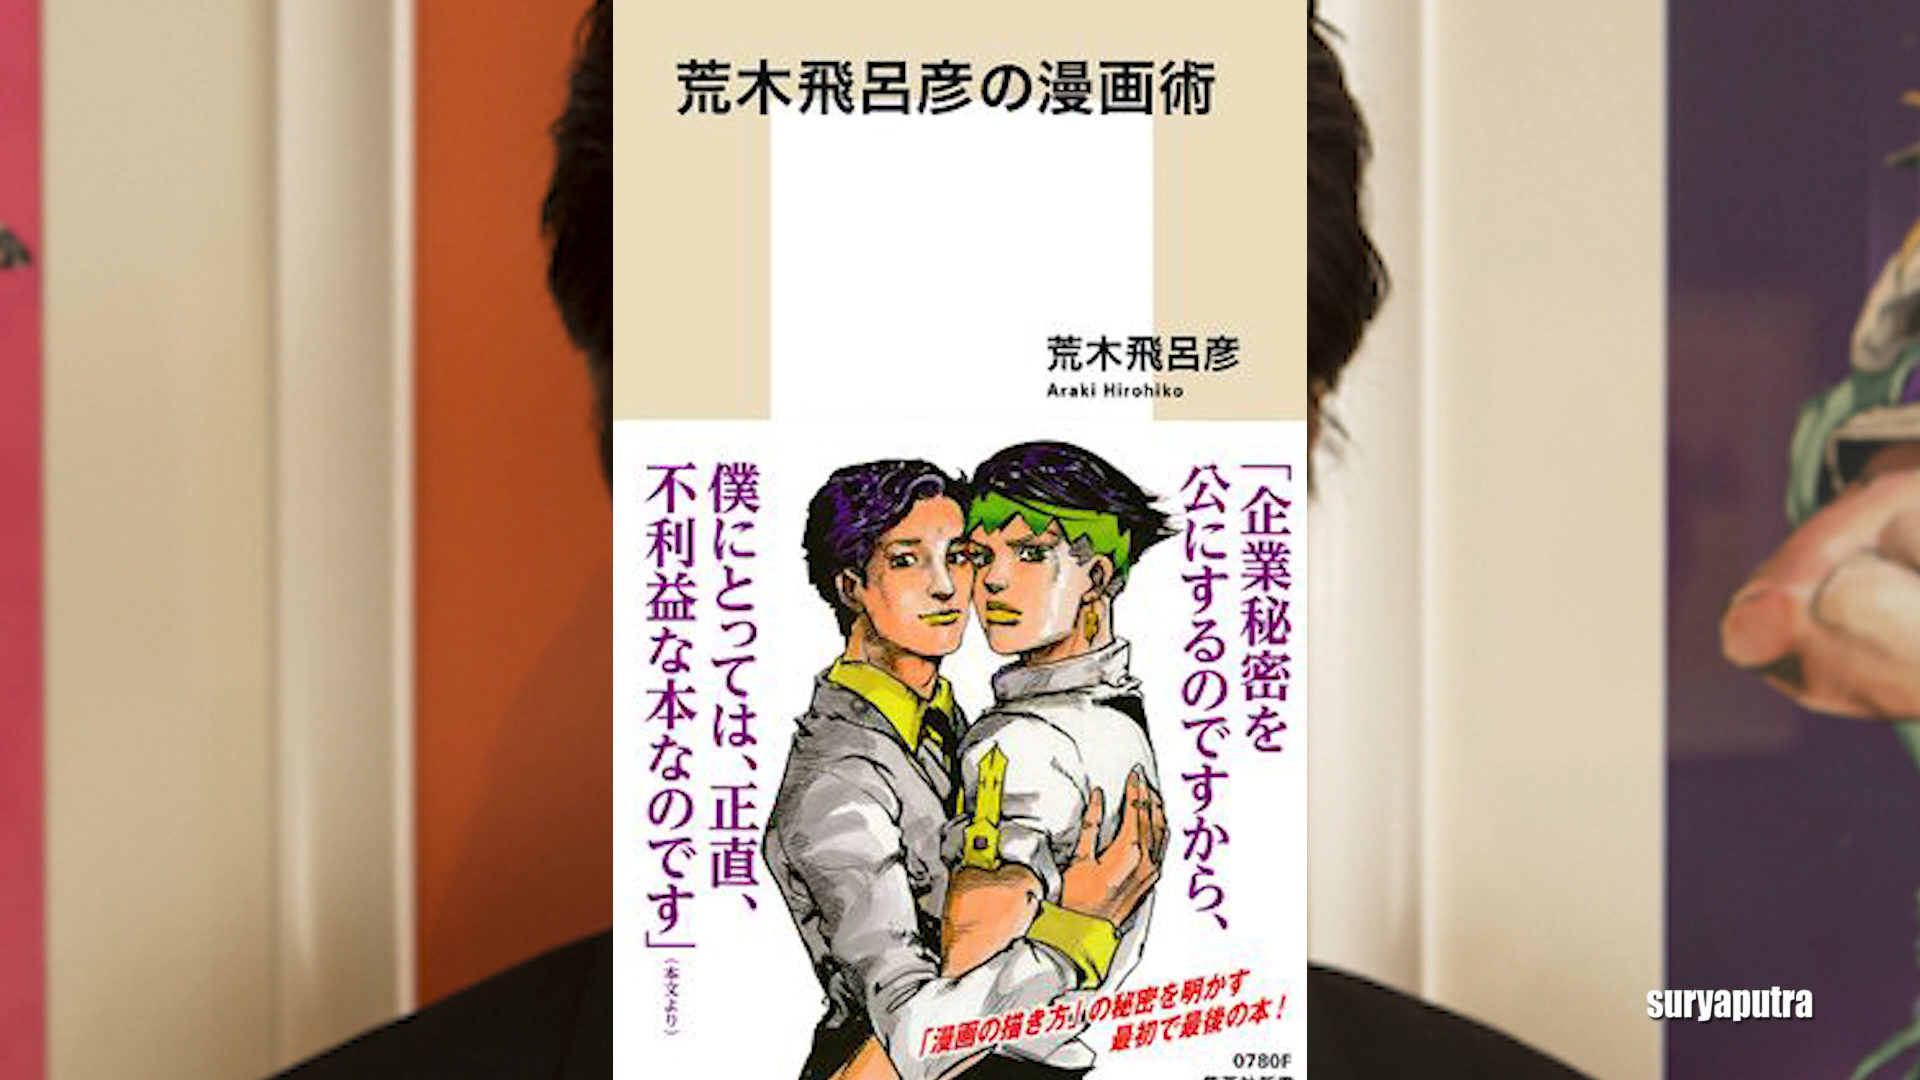 荒木飛呂彦の漫画術
荒木飛呂彦
Araki Hirohiko
「企業秘密を
公にするのですから、
僕にとっては、正直、
不利益な本なのです」
(本文より)
「漫画の描き方」の秘密を明かす
最初で最後の本!
0780F
suryaputra